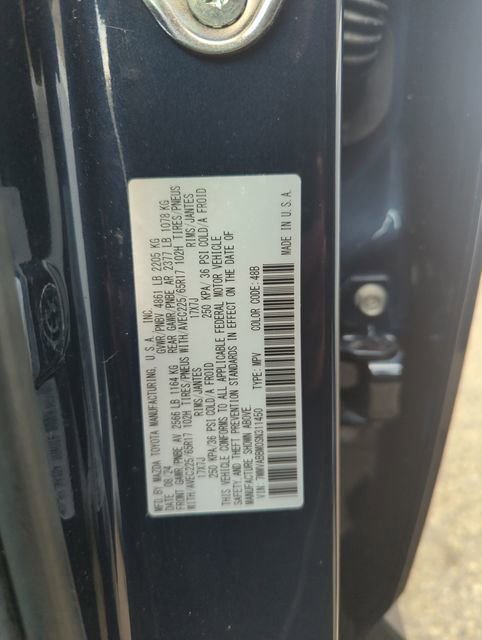 MFD.BY MAZDA TOYOTA MANUFACTURING, U.S.A. INC.
DATE: 08/24 GVWR/PNBV 4861 LB 2205 KG
FRONT GAWR/PNBE AV 2566 LB 1164 KG REAR GAWR/PNBE AR 2377 LB 1078 KG
WITH/AVEC225/65R17 102H TIRES/PNEUS WITH/AVEC225/65R17 102H TIRES/PNEUS
17X7J RIMS/JANTES 17X7J RIMS/JANTES
250 KPA/36 PSI COLD/A FROID 250 KPA/36 PSI COLD/A FROID
THIS VEHICLE CONFORMS TO ALL APPLICABLE FEDERAL MOTOR VEHICLE
SAFETY, AND THEFT PREVENTION STANDARDS IN EFFECT ON THE DATE OF
MANUFACTURE SHOWN ABOVE.
VIN: TYPE: MPV COLOR CODE: 48B
MADE IN U.S.A.